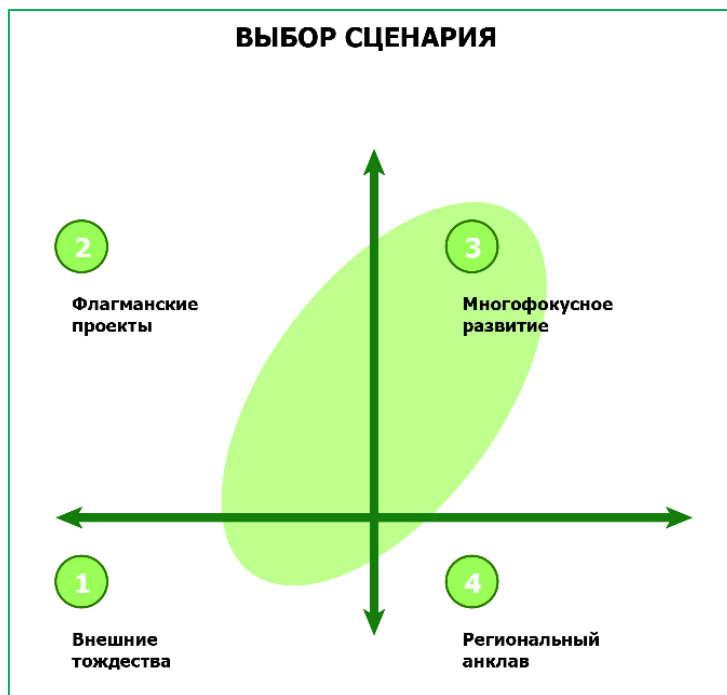 ВЫБОР СЦЕНАРИЯ
2
Флагманские
проекты
3
Многофокусное
развитие
1
Внешние
тождества
4
Региональный
анклав